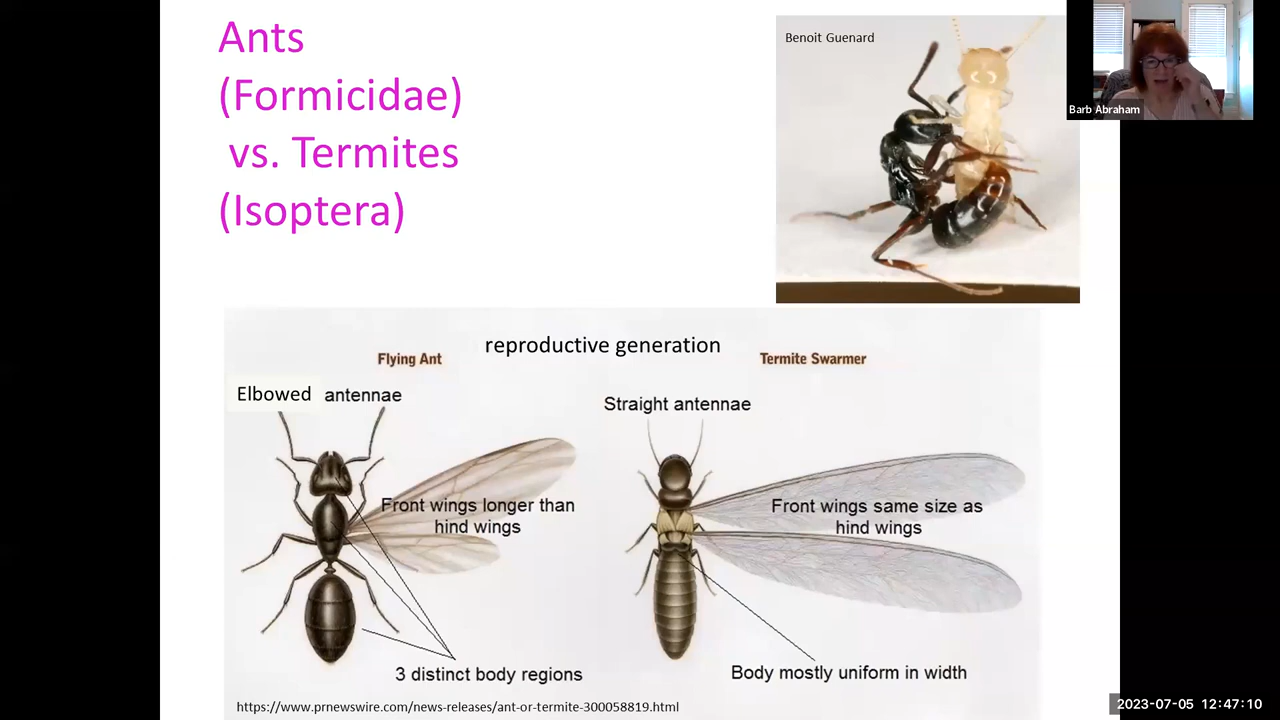 Ants
(Formicidae)
vs. Termites
(Isoptera)
Benoit Guenard
Barb Abraham
reproductive generation
Flying Ant
Termite Swarmer
Elbowed antennae
Straight antennae
Front wings longer than
hind wings
Front wings same size as
hind wings
3 distinct body regions
Body mostly uniform in width
https://www.prnewswire.com/news-releases/ant-or-termite-300058819.html
2023-07-05 12:47:10